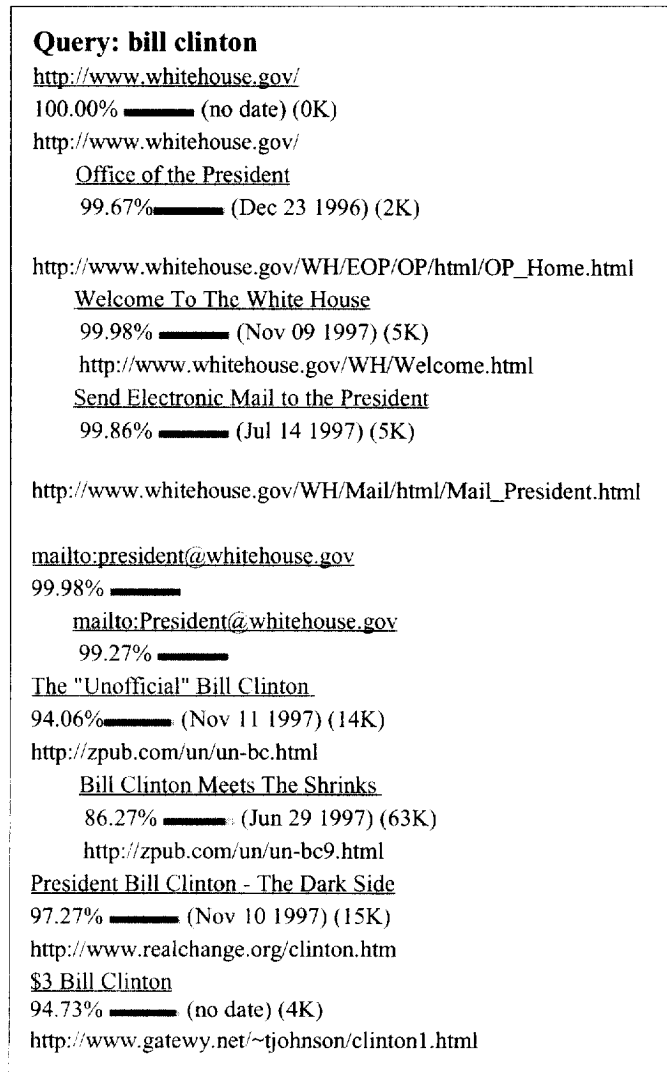 Query: bill clinton
http://www.whitehouse.gov/
100.00% (no date) (0K)
http://www.whitehouse.gov/
Office of the President
99.67% (Dec 23 1996) (2K)
http://www.whitehouse.gov/WH/EOP/OP/html/OP_Home.html
Welcome To The White House
99.98% (Nov 09 1997) (5K)
http://www.whitehouse.gov/WH/Welcome.html
Send Electronic Mail to the President
99.86% (Jul 14 1997) (5K)
http://www.whitehouse.gov/WH/Mail/html/Mail_President.html
mailto:president@whitehouse.gov
99.98%
mailto:President@whitehouse.gov
99.27%
The "Unofficial" Bill Clinton
94.06% (Nov 11 1997) (14K)
http://zpub.com/un/un-bc.html
Bill Clinton Meets The Shrinks
86.27% (Jun 29 1997) (63K)
http://zpub.com/un/un-bc9.html
President Bill Clinton - The Dark Side
97.27% (Nov 10 1997) (15K)
http://www.realchange.org/clinton.htm
$3 Bill Clinton
94.73% (no date) (4K)
http://www.gatewy.net/~tjohnson/clinton1.html